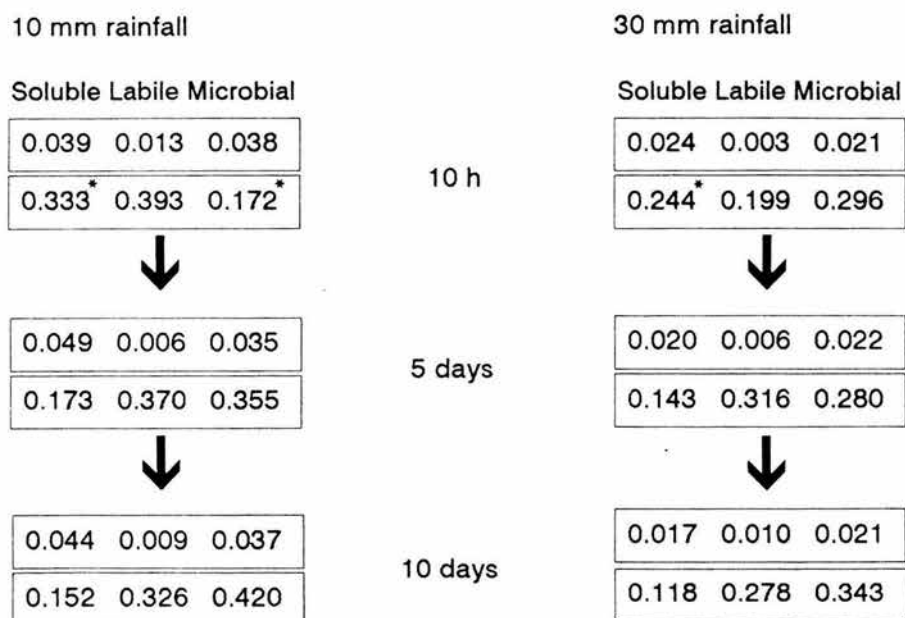 10 mm rainfall 30 mm rainfall
Soluble Labile Microbial Soluble Labile Microbial
0.039 0.013 0.038 0.024 0.003 0.021
0.333* 0.393 0.172* 10 h 0.244* 0.199 0.296
0.049 0.006 0.035 0.020 0.006 0.022
5 days
0.173 0.370 0.355 0.143 0.316 0.280
0.044 0.009 0.037 0.017 0.010 0.021
10 days
0.152 0.326 0.420 0.118 0.278 0.343